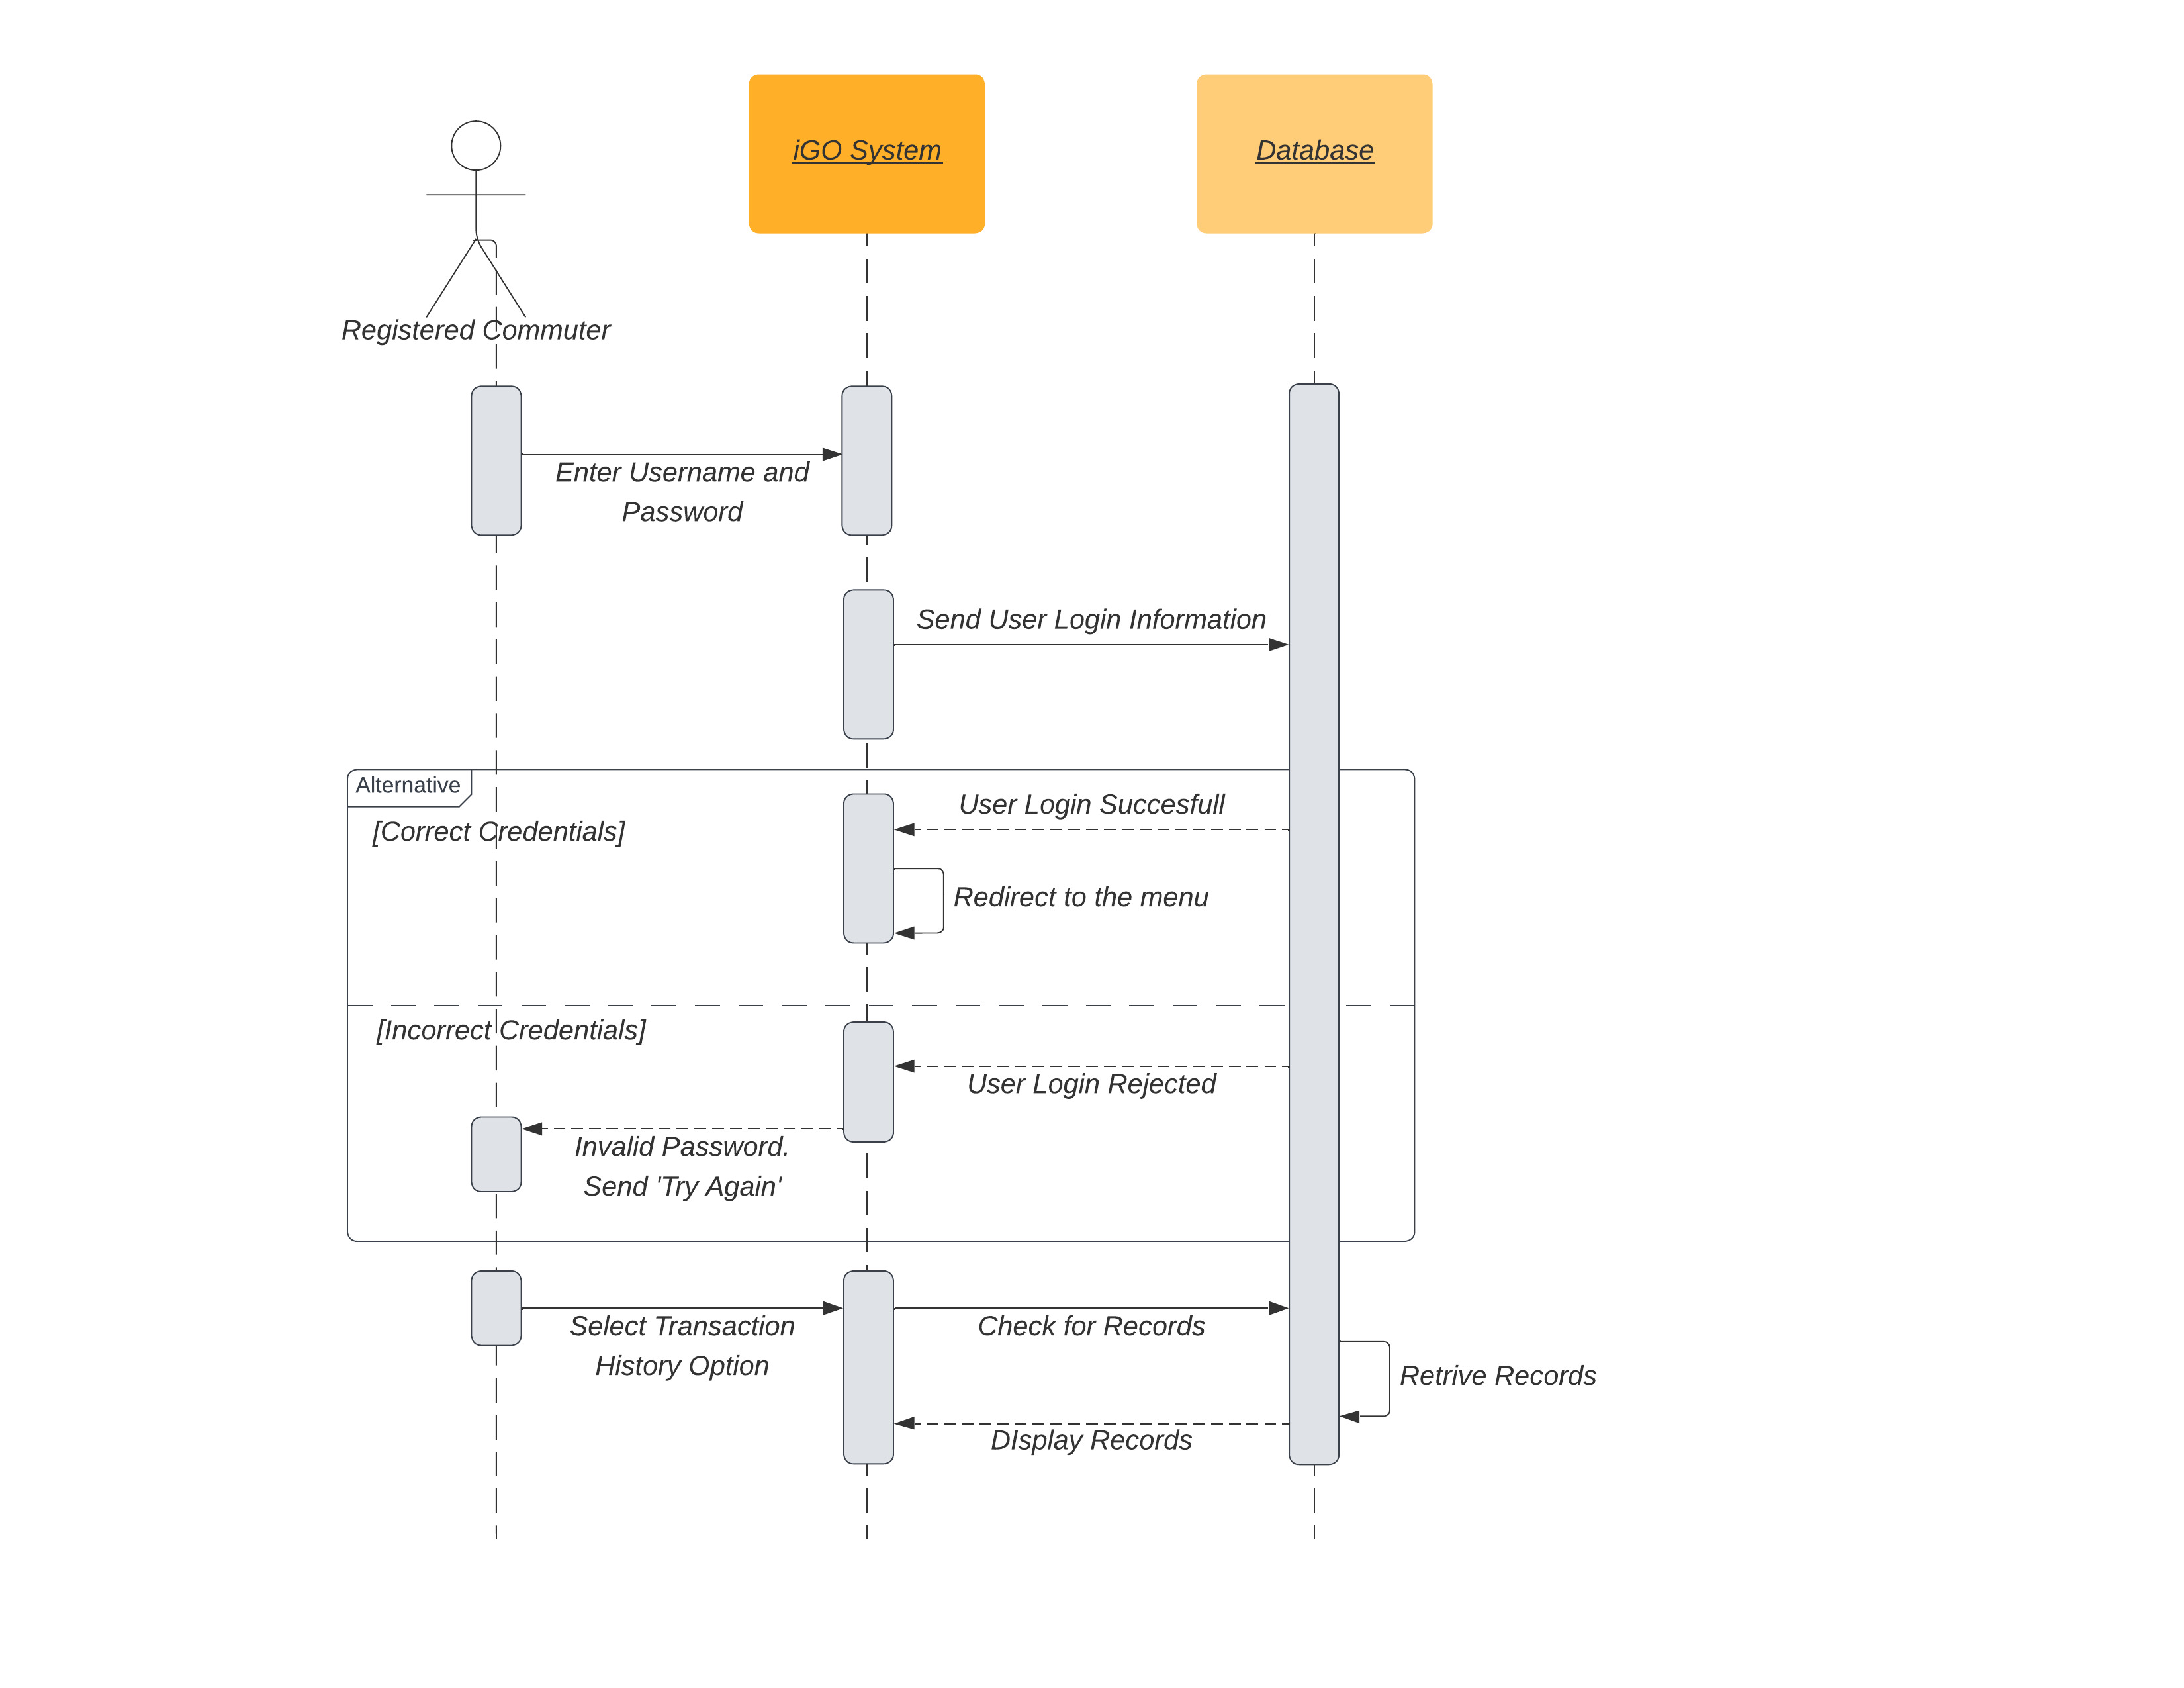 iGO System
Database
Registered Commuter
Enter Username and
Password
Send User Login Information
Alternative
User Login Succesfull
[Correct Credentials]
Redirect to the menu
[Incorrect Credentials]
User Login Rejected
Invalid Password.
Send 'Try Again'
Select Transaction
History Option
Check for Records
Retrive Records
DIsplay Records